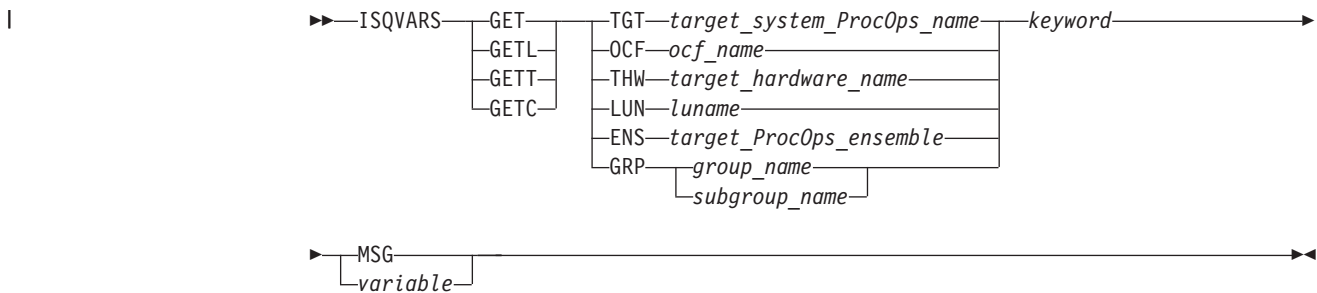 ISQVARS GET TGT target_system_ProcOps_name keyword
GETL OCF ocf_name
GETT THW target_hardware_name
GETC LUN luname
ENS target_ProcOps_ensemble
GRP group_name
subgroup_name
MSG
variable